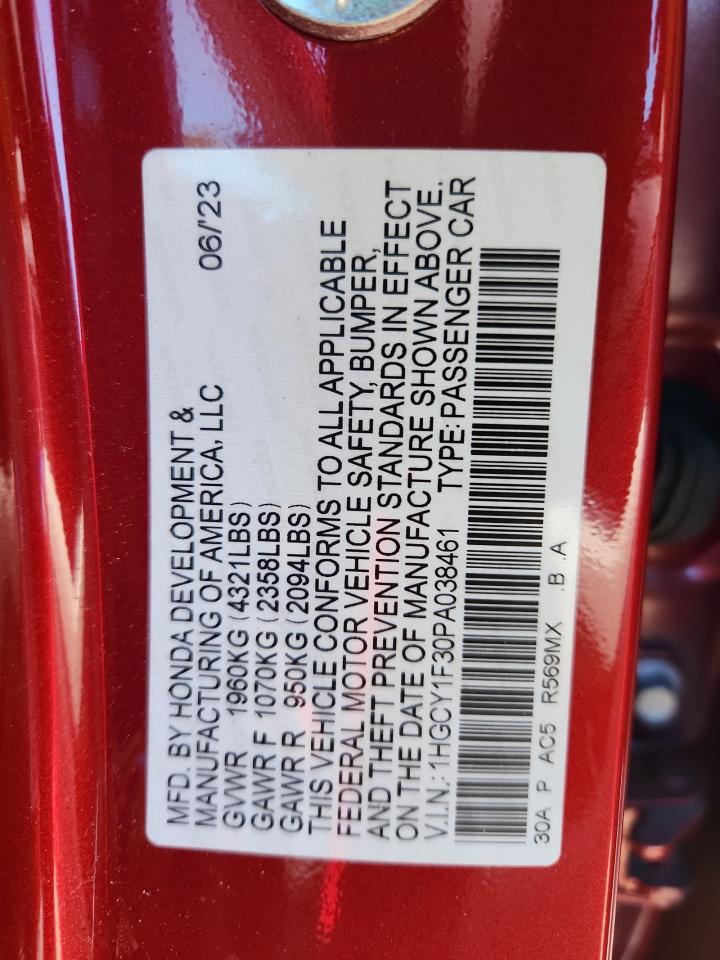 MFD. BY HONDA DEVELOPMENT &
MANUFACTURING OF AMERICA, LLC 06/'23
GVWR 1960KG (4321LBS)
GAWR F 1070KG (2358LBS)
GAWR R 950KG (2094LBS)
THIS VEHICLE CONFORMS TO ALL APPLICABLE
FEDERAL MOTOR VEHICLE SAFETY, BUMPER,
AND THEFT PREVENTION STANDARDS IN EFFECT
ON THE DATE OF MANUFACTURE SHOWN ABOVE.
V.I.N.: 1HGCY1F30PA038461 TYPE: PASSENGER CAR
30A P AC5 R569MX .B .A